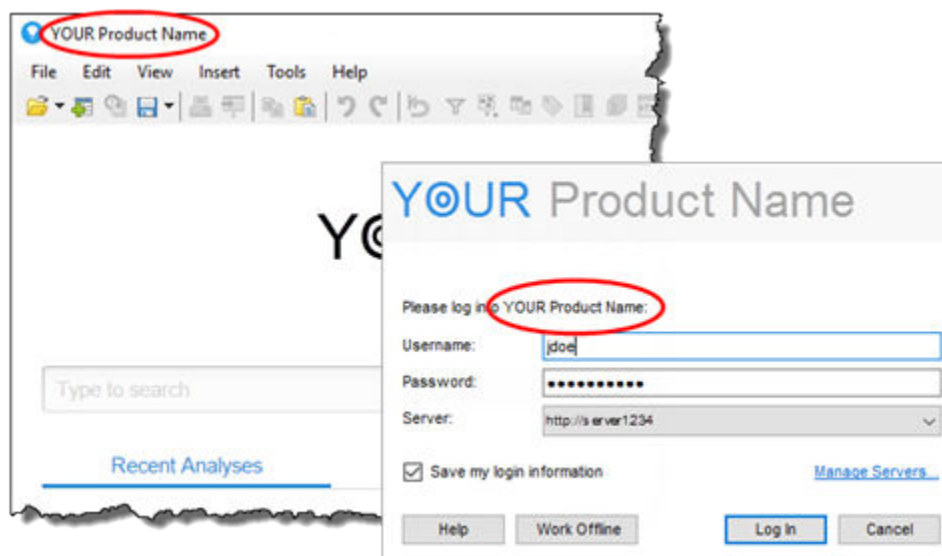 YOUR Product Name
File Edit View Insert Tools Help
YO
Type to search
Recent Analyses
YOUR Product Name
Please log into YOUR Product Name:
Username: jdoe
Password: ••••••••••
Server: http://server1234
Save my login information Manage Servers...
Help Work Offline Log In Cancel